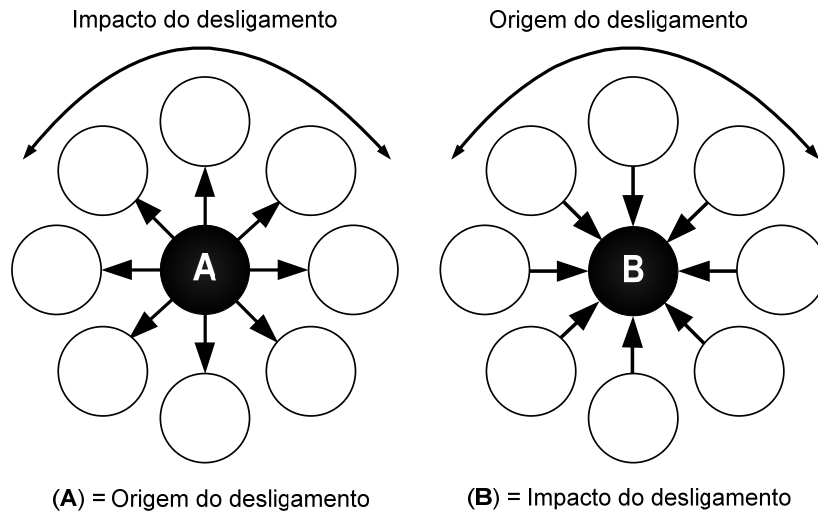 Impacto do desligamento
Origem do desligamento
A
B
(A) = Origem do desligamento
(B) = Impacto do desligamento